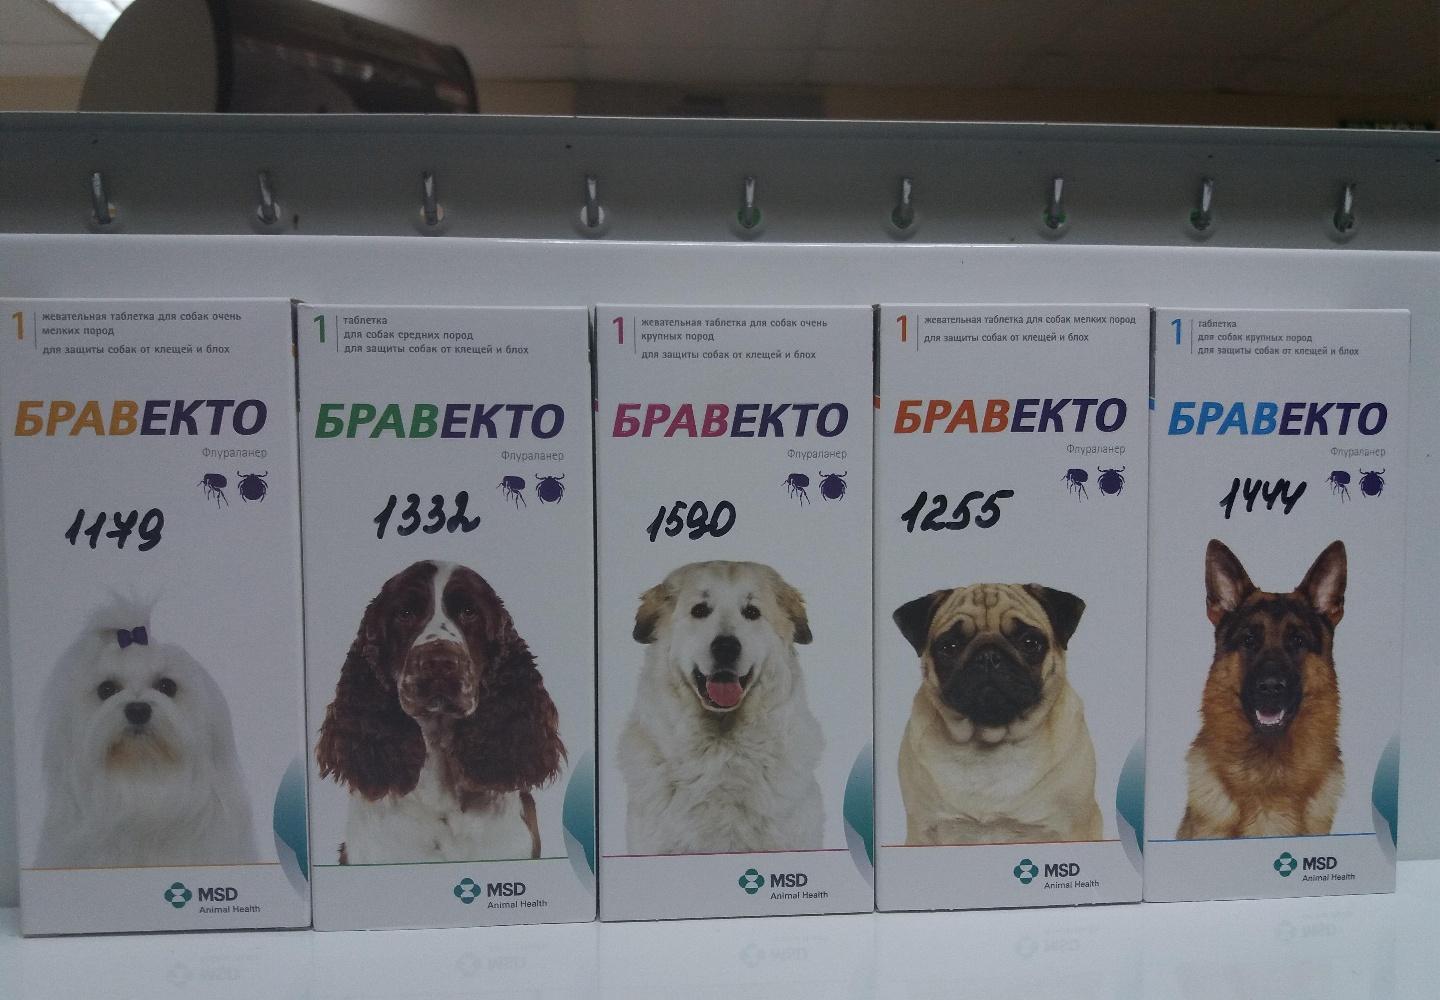 1 жевательная таблетка для собак очень
мелких пород
для защиты собак от клещей и блох
БРАВЕКТО
Флураланер
1179
MSD
Animal Health
1 таблетка
для собак средних пород
для защиты собак от клещей и блох
БРАВЕКТО
Флураланер
1332
MSD
Animal Health
1 жевательная таблетка для собак очень
крупных пород
для защиты собак от клещей и блох
БРАВЕКТО
Флураланер
1590
MSD
Animal Health
1 жевательная таблетка для собак мелких пород
для защиты собак от клещей и блох
БРАВЕКТО
Флураланер
1255
MSD
Animal Health
1 таблетка
для собак крупных пород
для защиты собак от клещей и блох
БРАВЕКТО
Флураланер
1444
MSD
Animal Health